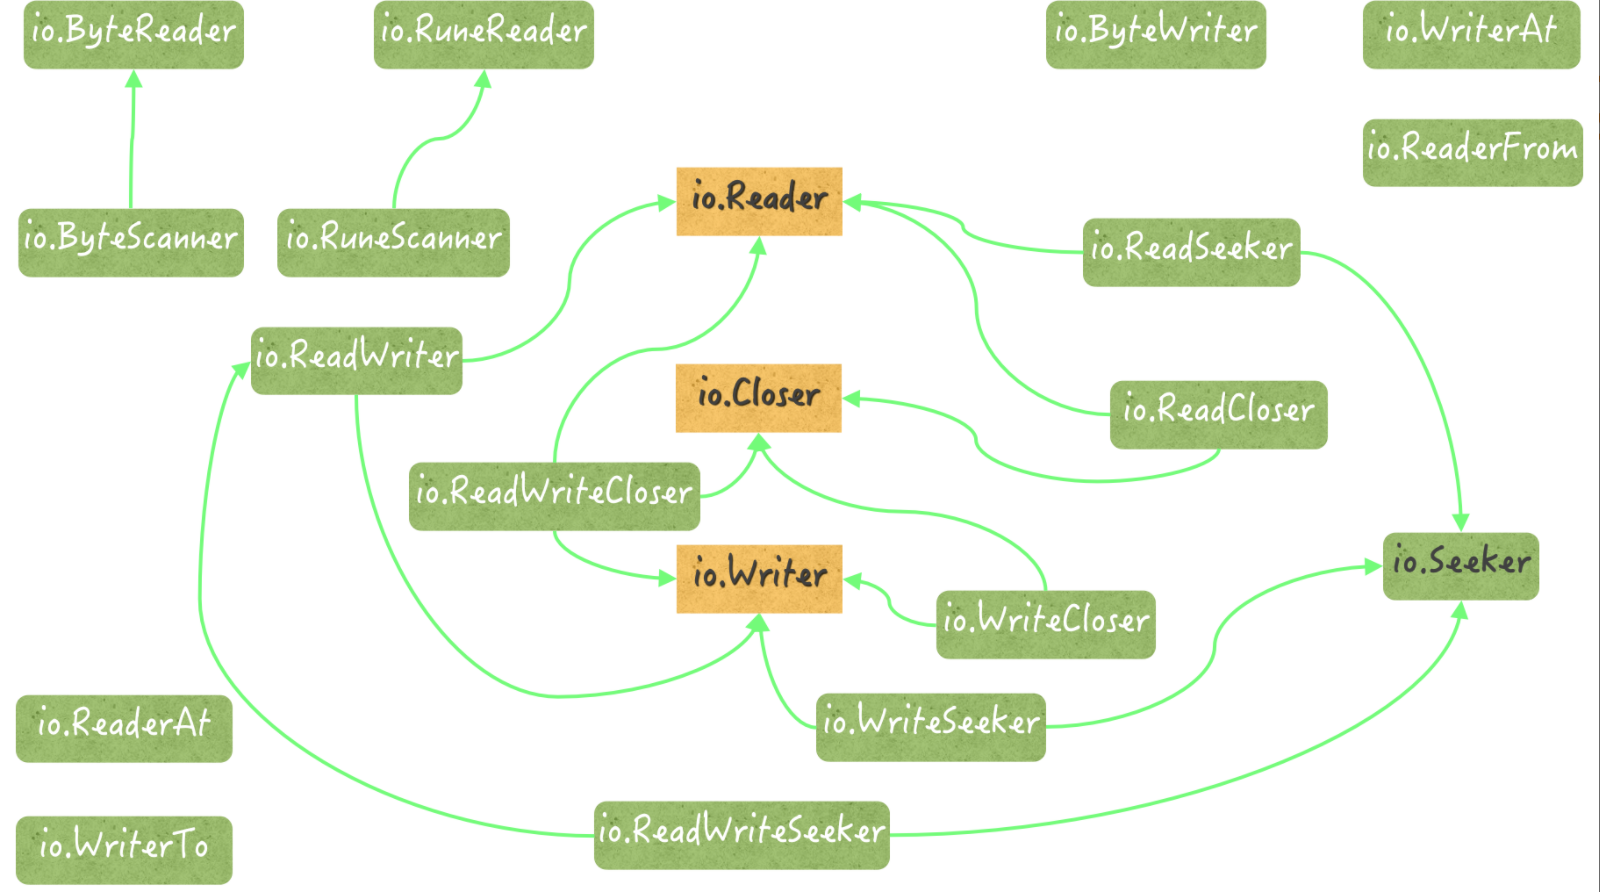 io.ByteReader
io.RuneReader
io.ByteWriter
io.WriterAt
io.ReaderFrom
io.Reader
io.ByteScanner
io.RuneScanner
io.ReadSeeker
io.ReadWriter
io.Closer
io.ReadCloser
io.ReadWriteCloser
io.Writer
io.Seeker
io.WriteCloser
io.ReaderAt
io.WriteSeeker
io.ReadWriteSeeker
io.WriterTo